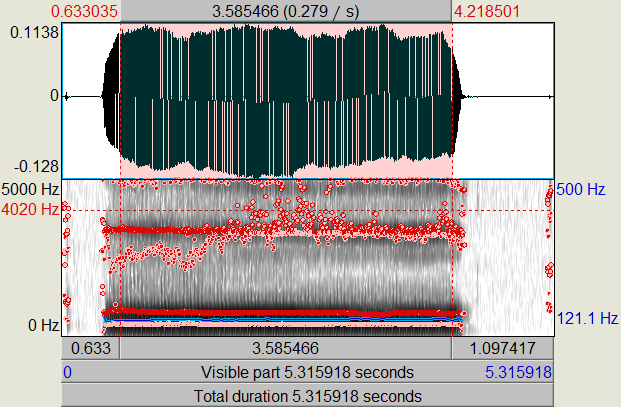 0.633035 3.585466 (0.279 / s) 4.218501
0.1138
0
-0.128
5000 Hz 500 Hz
4020 Hz
0 Hz 121.1 Hz
0.633 3.585466 1.097417
0 Visible part 5.315918 seconds 5.315918
Total duration 5.315918 seconds